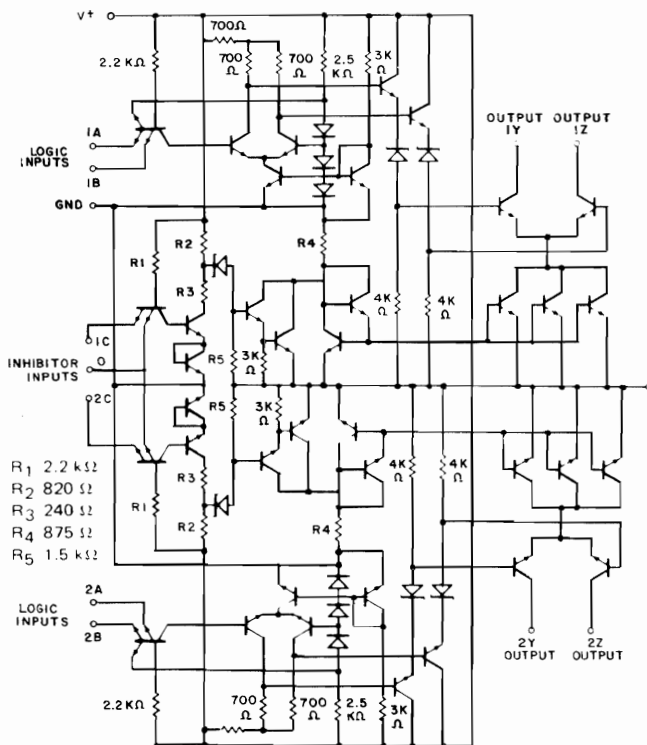 V+
700Ω
2.2 KΩ
700
Ω
700
Ω
2.5
KΩ
3K
Ω
1A
LOGIC
INPUTS
1B
GND
OUTPUT
1Y
OUTPUT
1Z
R2
R4
R1
R3
4K
Ω
4K
Ω
1C
O
INHIBITOR
INPUTS
2C
R5
3K
Ω
R5
3K
Ω
4K
Ω
4K
Ω
R3
R1
R2
R4
R1 2.2 kΩ
R2 820 Ω
R3 240 Ω
R4 875 Ω
R5 1.5 kΩ
2A
LOGIC
INPUTS
2B
2Y
OUTPUT
2Z
OUTPUT
2.2KΩ
700
Ω
700
Ω
2.5
KΩ
3K
Ω